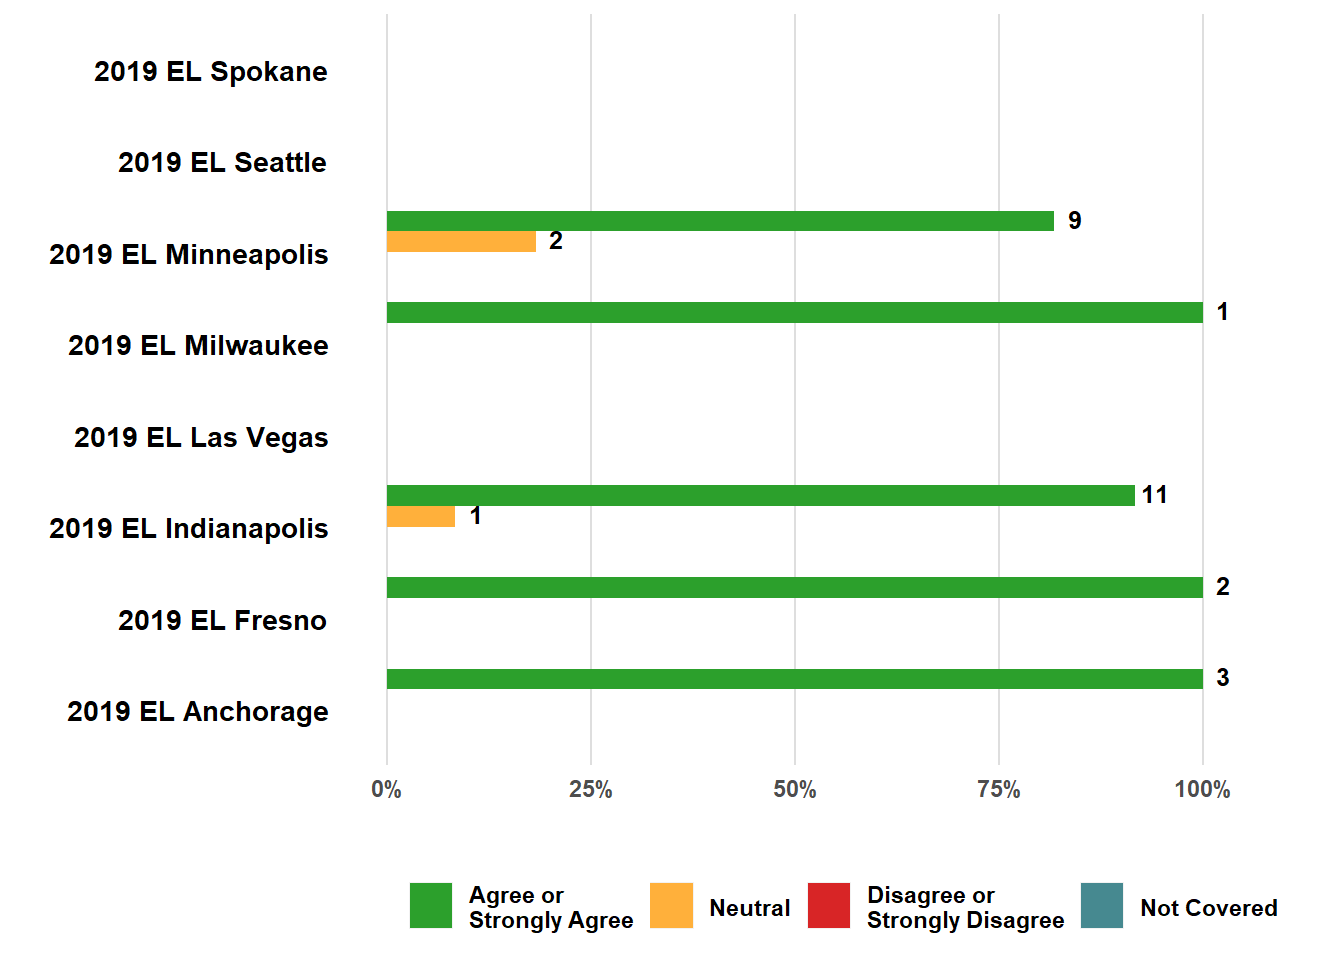 2019 EL Spokane
2019 EL Seattle
9
2
2019 EL Minneapolis
1
2019 EL Milwaukee
2019 EL Las Vegas
11
1
2019 EL Indianapolis
2
2019 EL Fresno
3
2019 EL Anchorage
0% 25% 50% 75% 100%
Agree or
Strongly Agree
Neutral
Disagree or
Strongly Disagree
Not Covered